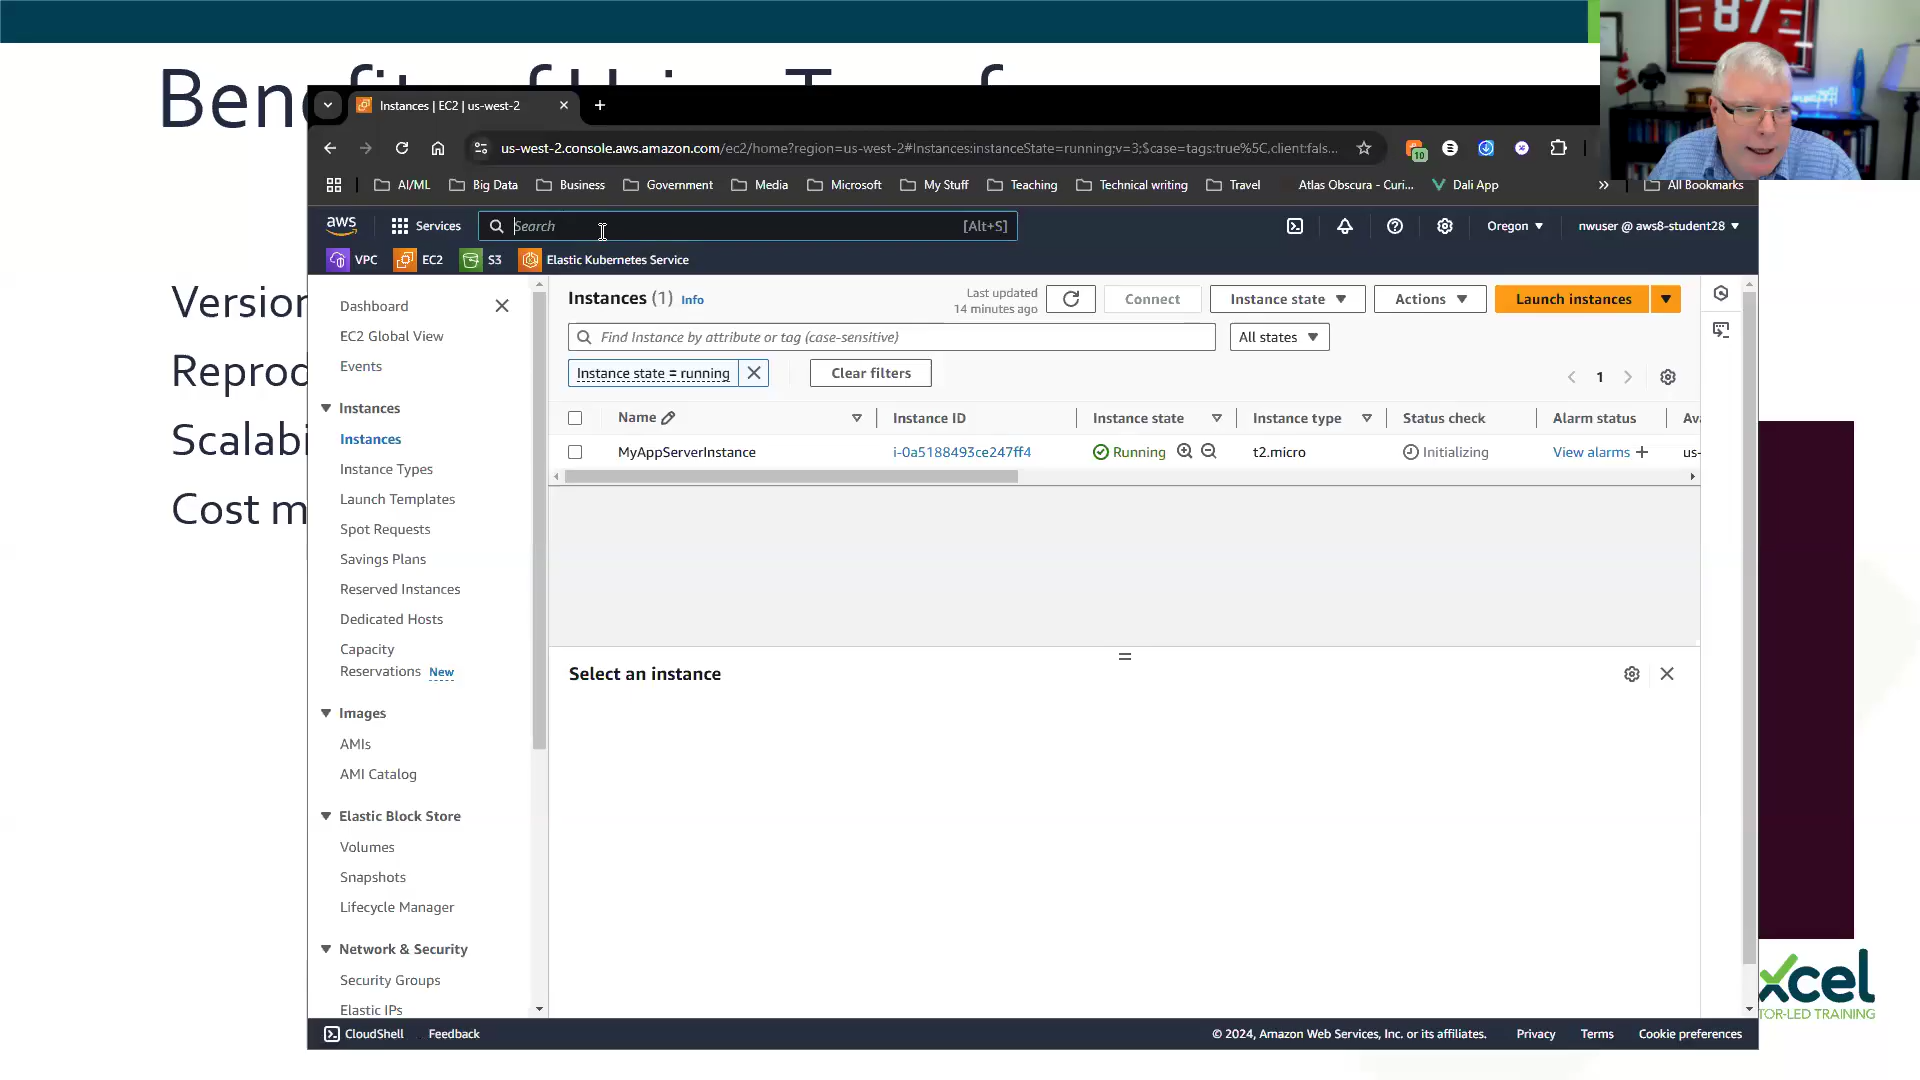 87
Instances | EC2 | us-west-2
us-west-2.console.aws.amazon.com/ec2/home?region=us-west-2#Instances:instanceState=running;v=3;$case=tags:true%5C,client:fals...
10
AI/ML Big Data Business Government Media Microsoft My Stuff Teaching Technical writing Travel Atlas Obscura - Curi... Dali App » All Bookmarks
aws Services Search [Alt+S] Oregon nwuser @ aws8-student28
VPC EC2 S3 Elastic Kubernetes Service
Dashboard
EC2 Global View
Events
Instances
Instances
Instance Types
Launch Templates
Spot Requests
Savings Plans
Reserved Instances
Dedicated Hosts
Capacity
Reservations New
Images
AMIs
AMI Catalog
Elastic Block Store
Volumes
Snapshots
Lifecycle Manager
Network & Security
Security Groups
Elastic IPs
Instances (1) Info
Last updated
14 minutes ago
Connect Instance state Actions Launch instances
Find Instance by attribute or tag (case-sensitive) All states
Instance state = running Clear filters
1
Name Instance ID Instance state Instance type Status check Alarm status Av
MyAppServerInstance i-0a5188493ce247ff4 Running t2.micro Initializing View alarms + us-
Select an instance
CloudShell Feedback © 2024, Amazon Web Services, Inc. or its affiliates. Privacy Terms Cookie preferences
Version
Reprod
Scalabi
Cost m
xcel
TOR-LED TRAINING